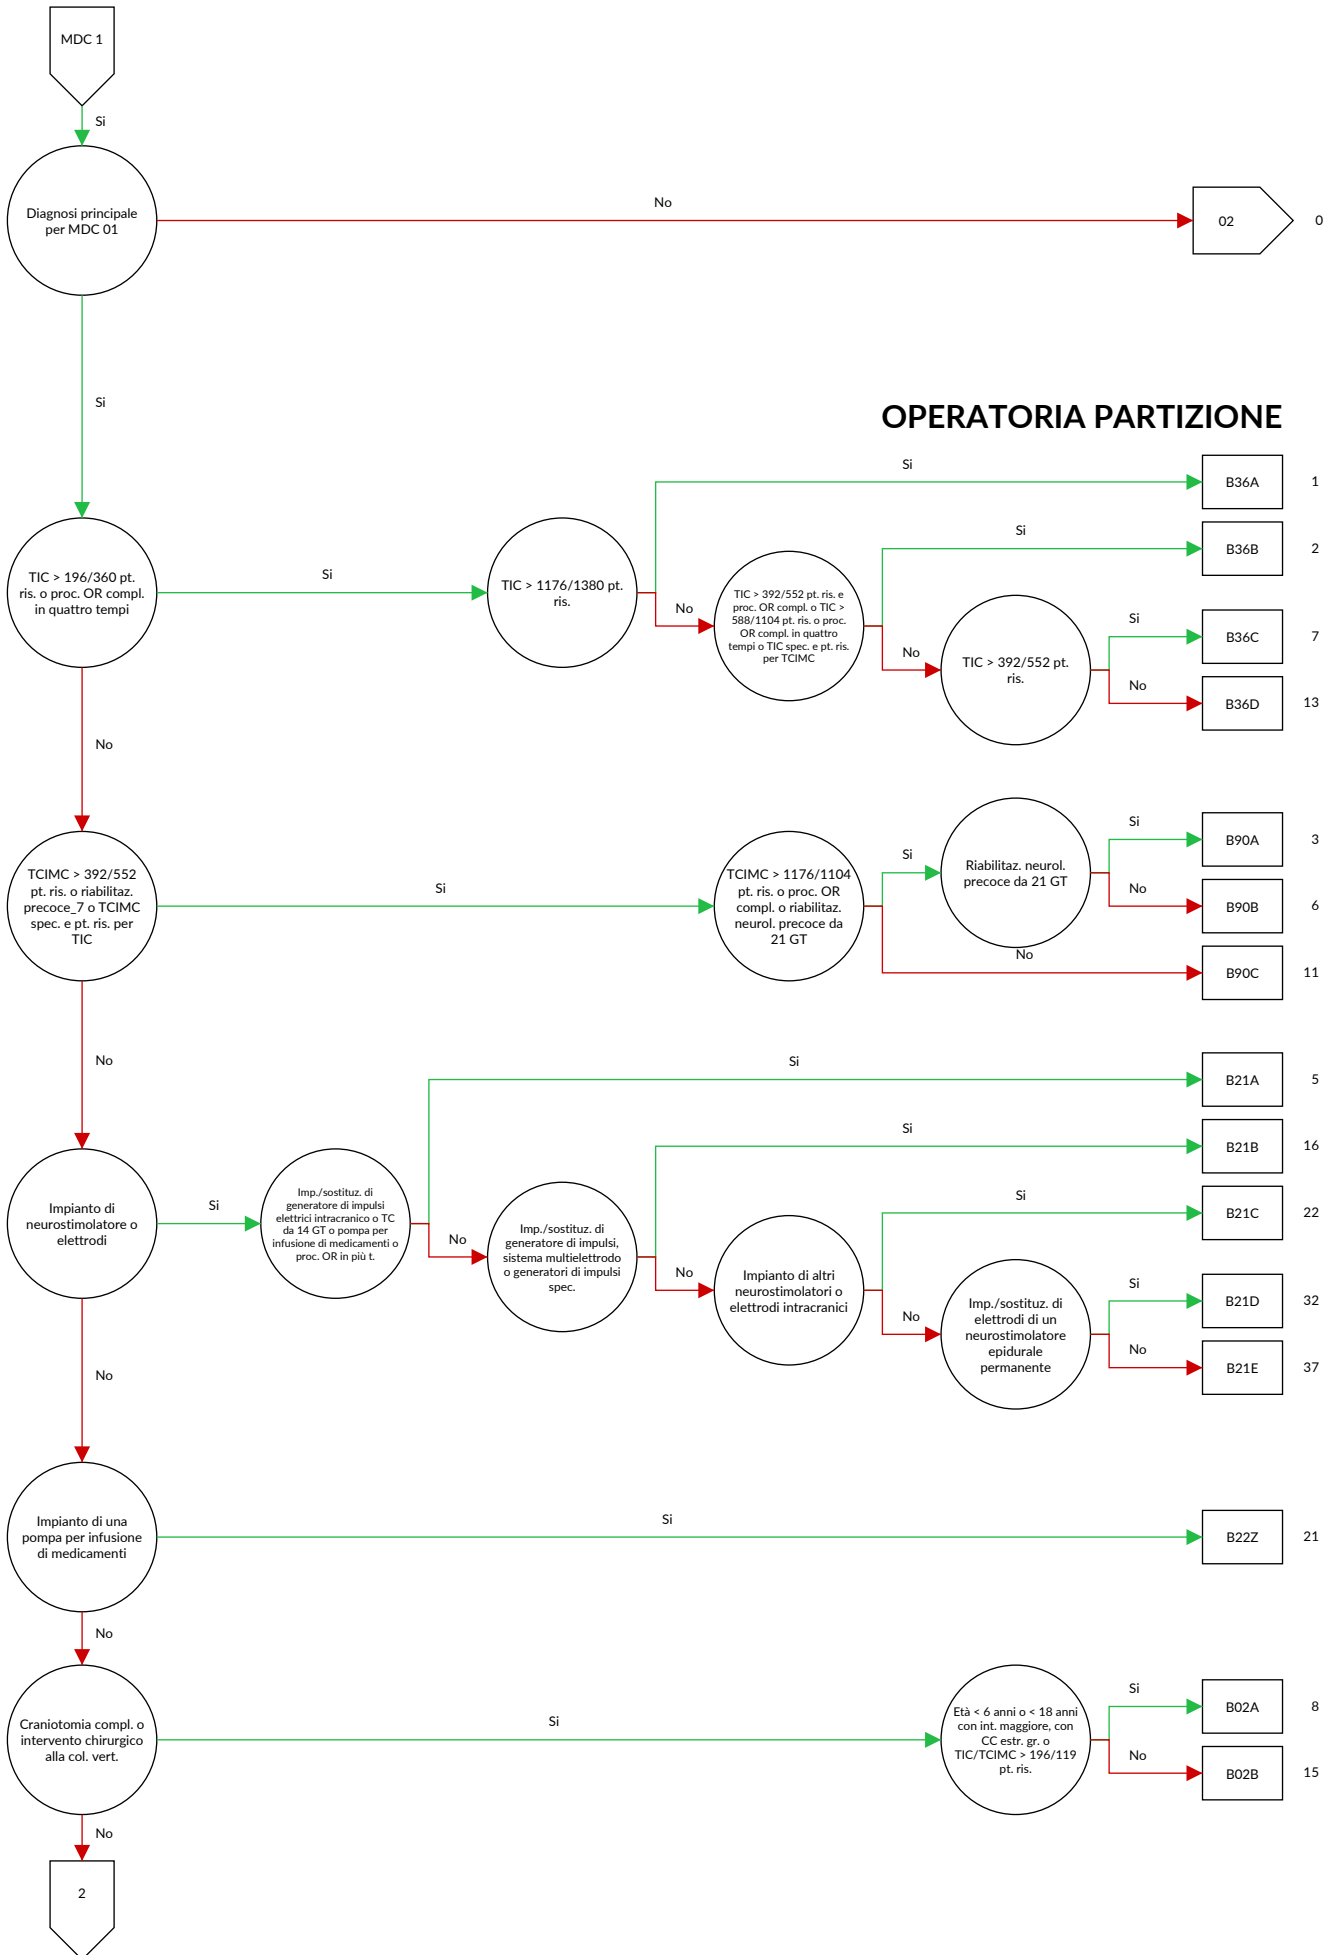 MDC 1
Si
Diagnosi principale
per MDC 01
No
02
0
Si
OPERATORIA PARTIZIONE
TIC > 196/360 pt.
ris. o proc. OR compl.
in quattro tempi
Si
TIC > 1176/1380 pt.
ris.
Si
B36A
1
No
TIC > 392/552 pt. ris. e
proc. OR compl. o TIC >
588/1104 pt. ris. o proc.
OR compl. in quattro
tempi o TIC spec. e pt. ris.
per TCIMC
Si
B36B
2
No
TIC > 392/552 pt.
ris.
Si
B36C
7
No
B36D
13
No
TCIMC > 392/552
pt. ris. o riabilitaz.
precoce_7 o TCIMC
spec. e pt. ris. per
TIC
Si
TCIMC > 1176/1104
pt. ris. o proc. OR
compl. o riabilitaz.
neurol. precoce da
21 GT
Si
Riabilitaz. neurol.
precoce da 21 GT
Si
B90A
3
No
B90B
6
No
B90C
11
No
Impianto di
neurostimolatore o
elettrodi
Si
Imp./sostituz. di
generatore di impulsi
elettrici intracranico o TC
da 14 GT o pompa per
infusione di medicamenti o
proc. OR in più t.
Si
B21A
5
No
Imp./sostituz. di
generatore di impulsi,
sistema multielettrodo
o generatori di impulsi
spec.
Si
B21B
16
No
Impianto di altri
neurostimolatori o
elettrodi intracranici
Si
B21C
22
No
Imp./sostituz. di
elettrodi di un
neurostimolatore
epidurale
permanente
Si
B21D
32
No
B21E
37
No
Impianto di una
pompa per infusione
di medicamenti
Si
B22Z
21
No
Craniotomia compl. o
intervento chirurgico
alla col. vert.
Si
Età < 6 anni o < 18 anni
con int. maggiore, con
CC estr. gr. o
TIC/TCIMC > 196/119
pt. ris.
Si
B02A
8
No
B02B
15
No
2